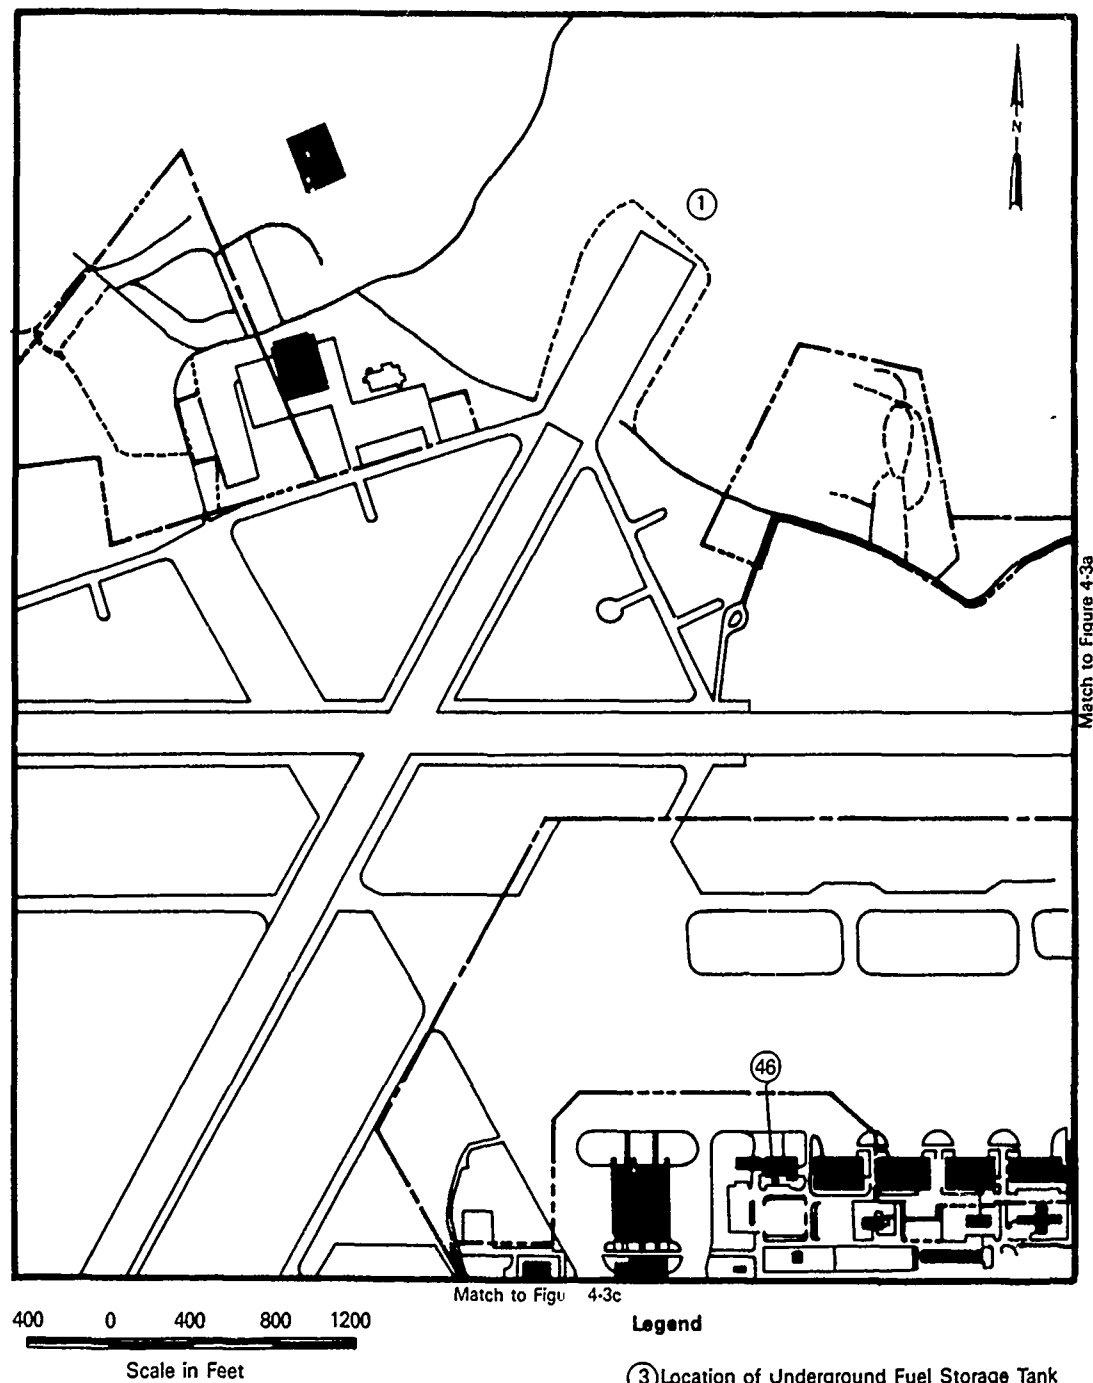 N
1
Match to Figure 4-3a
46
Match to Figu 4-3c
400 0 400 800 1200
Scale in Feet
Legend
3 Location of Underground Fuel Storage Tank